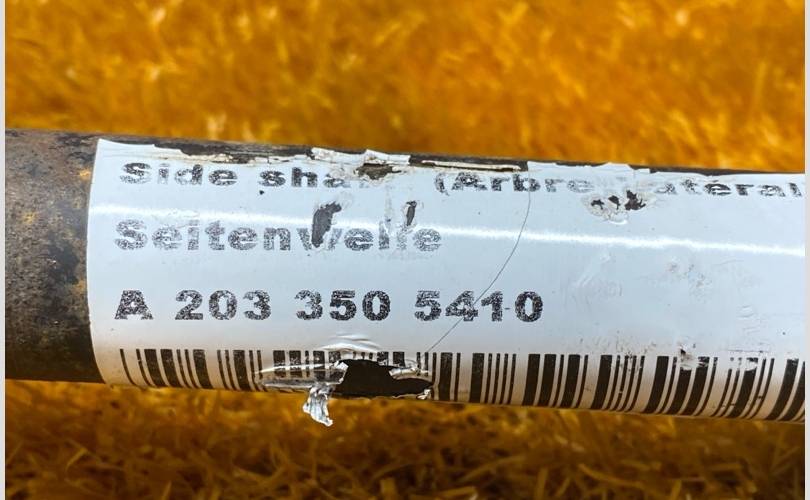 Side (Arbre
Seitenwelle
A 203 350 5410